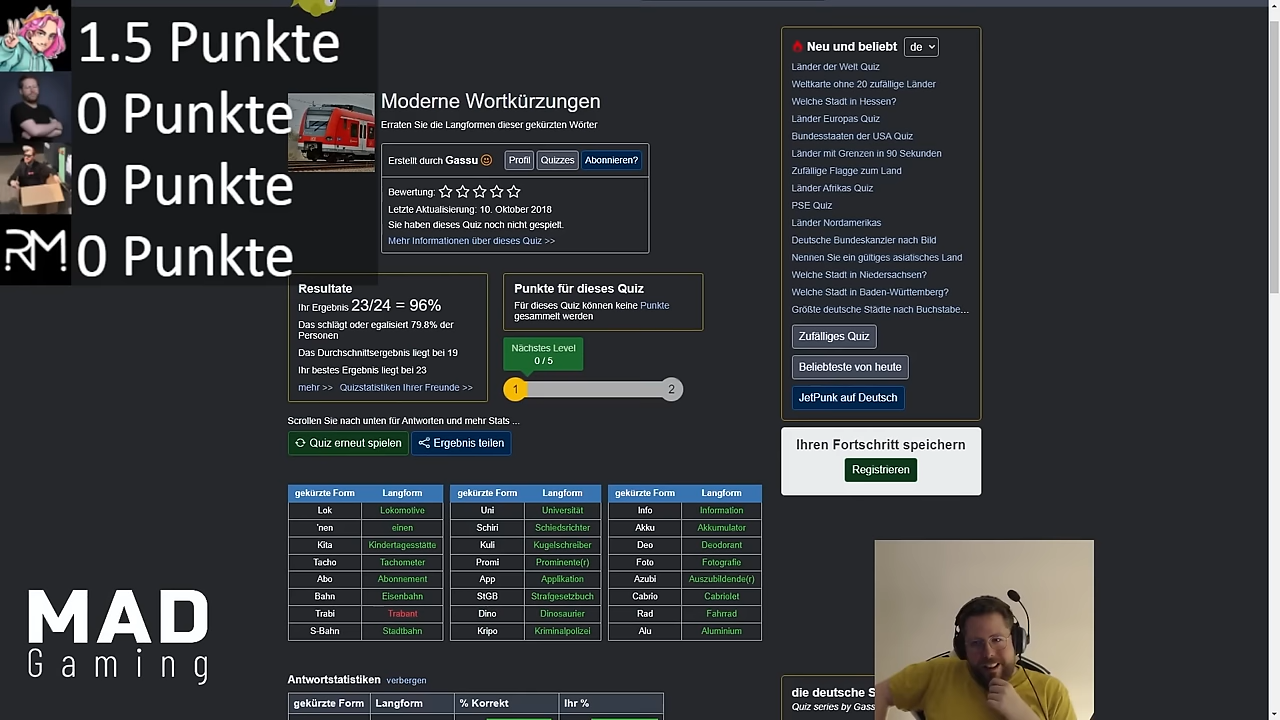 1.5 Punkte
0 Punkte
0 Punkte
RM 0 Punkte
Moderne Wortkürzungen
Erraten Sie die Langformen dieser gekürzten Wörter
Erstellt durch Gassu Profil Quizzes Abonnieren?
Bewertung:
Letzte Aktualisierung: 10. Oktober 2018
Sie haben dieses Quiz noch nicht gespielt.
Mehr Informationen über dieses Quiz >>
Resultate
Ihr Ergebnis 23/24 = 96%
Das schlägt oder egalisiert 79.8% der
Personen
Das Durchschnittsergebnis liegt bei 19
Ihr bestes Ergebnis liegt bei 23
mehr >> Quizstatistiken Ihrer Freunde >>
Punkte für dieses Quiz
Für dieses Quiz können keine Punkte
gesammelt werden
Nächstes Level
0 / 5
1 2
Scrollen Sie nach unten für Antworten und mehr Stats ...
Quiz erneut spielen Ergebnis teilen
gekürzte Form Langform
Lok Lokomotive
'nen einen
Kita Kindertagesstätte
Tacho Tachometer
Abo Abonnement
Bahn Eisenbahn
Trabi Trabant
S-Bahn Stadtbahn
gekürzte Form Langform
Uni Universität
Schiri Schiedsrichter
Kuli Kugelschreiber
Promi Prominente(r)
App Applikation
StGB Strafgesetzbuch
Dino Dinosaurier
Kripo Kriminalpolizei
gekürzte Form Langform
Info Information
Akku Akkumulator
Deo Deodorant
Foto Fotografie
Azubi Auszubildende(r)
Cabrio Cabriolet
Rad Fahrrad
Alu Aluminium
Antwortstatistiken verbergen
gekürzte Form Langform % Korrekt Ihr %
Neu und beliebt de
Länder der Welt Quiz
Weltkarte ohne 20 zufällige Länder
Welche Stadt in Hessen?
Länder Europas Quiz
Bundesstaaten der USA Quiz
Länder mit Grenzen in 90 Sekunden
Zufällige Flagge zum Land
Länder Afrikas Quiz
PSE Quiz
Länder Nordamerikas
Deutsche Bundeskanzler nach Bild
Nennen Sie ein gültiges asiatisches Land
Welche Stadt in Niedersachsen?
Welche Stadt in Baden-Württemberg?
Größte deutsche Städte nach Buchstabe...
Zufälliges Quiz
Beliebteste von heute
JetPunk auf Deutsch
Ihren Fortschritt speichern
Registrieren
die deutsche S
Quiz series by Gass
MAD
Gaming